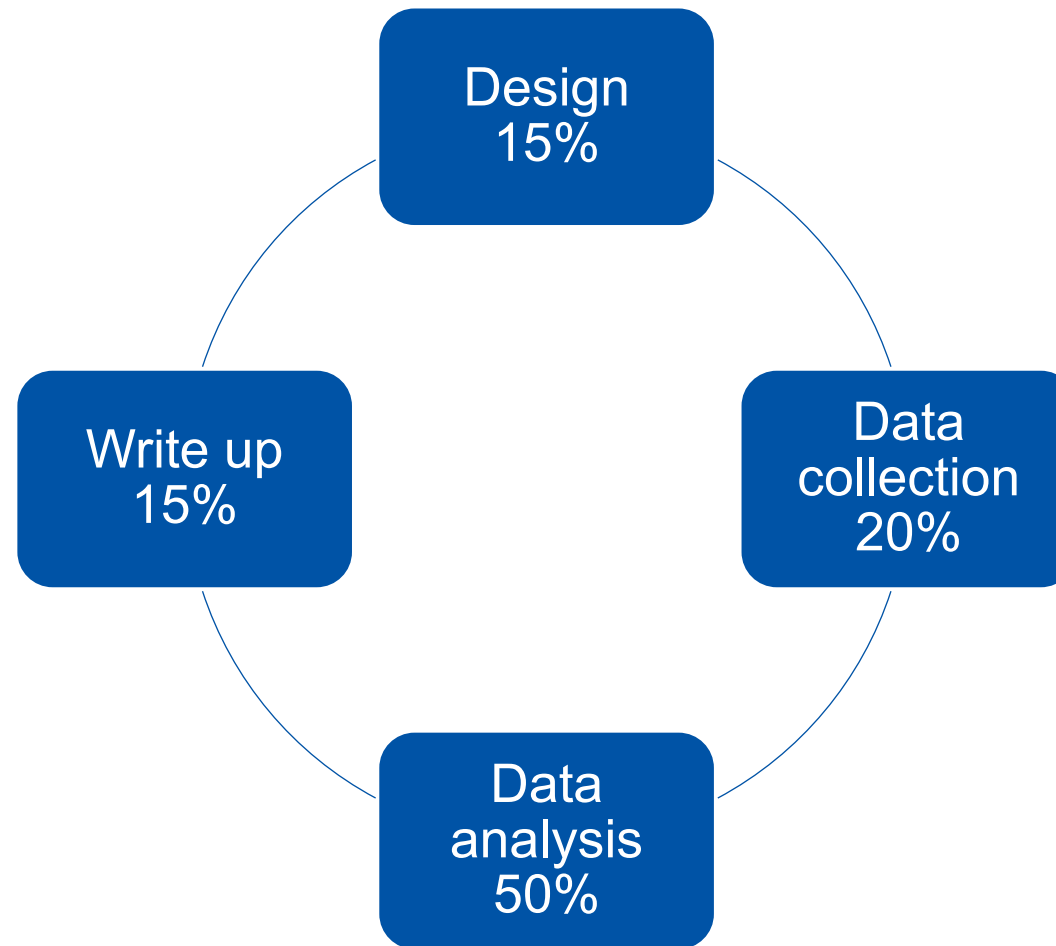 Design
15%
Data
collection
20%
Data
analysis
50%
Write up
15%